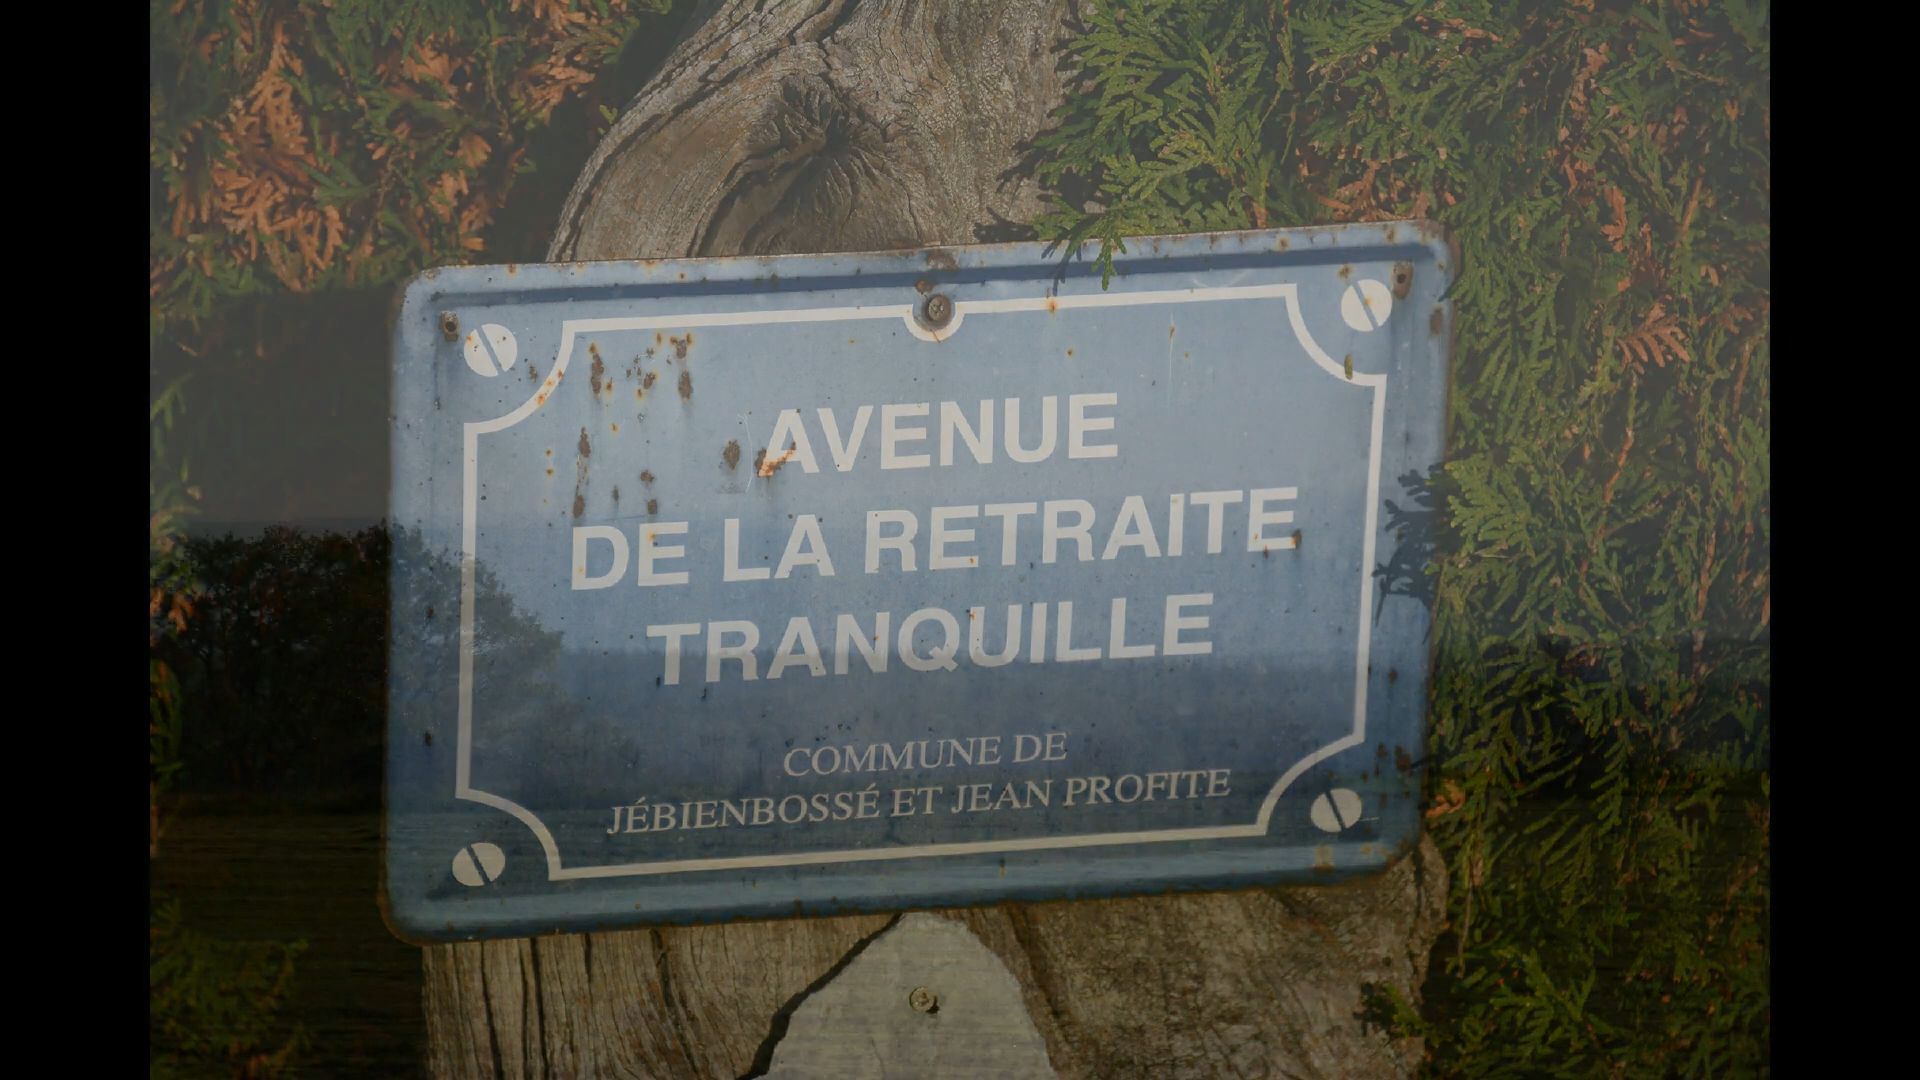 AVENUE
DE LA RETRAITE
TRANQUILLE
COMMUNE DE
JÉBIENBOSSÉ ET JEAN PROFITE